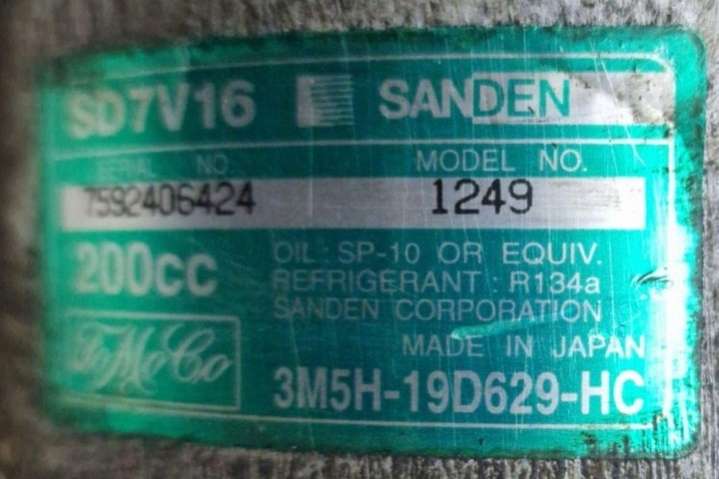 SD7V16 SANDEN
SERIAL NO. MODEL NO.
7592406424 1249
200cc
OIL : SP-10 OR EQUIV.
REFRIGERANT : R134a
SANDEN CORPORATION
MADE IN JAPAN
FoMoCo
3M5H-19D629-HC